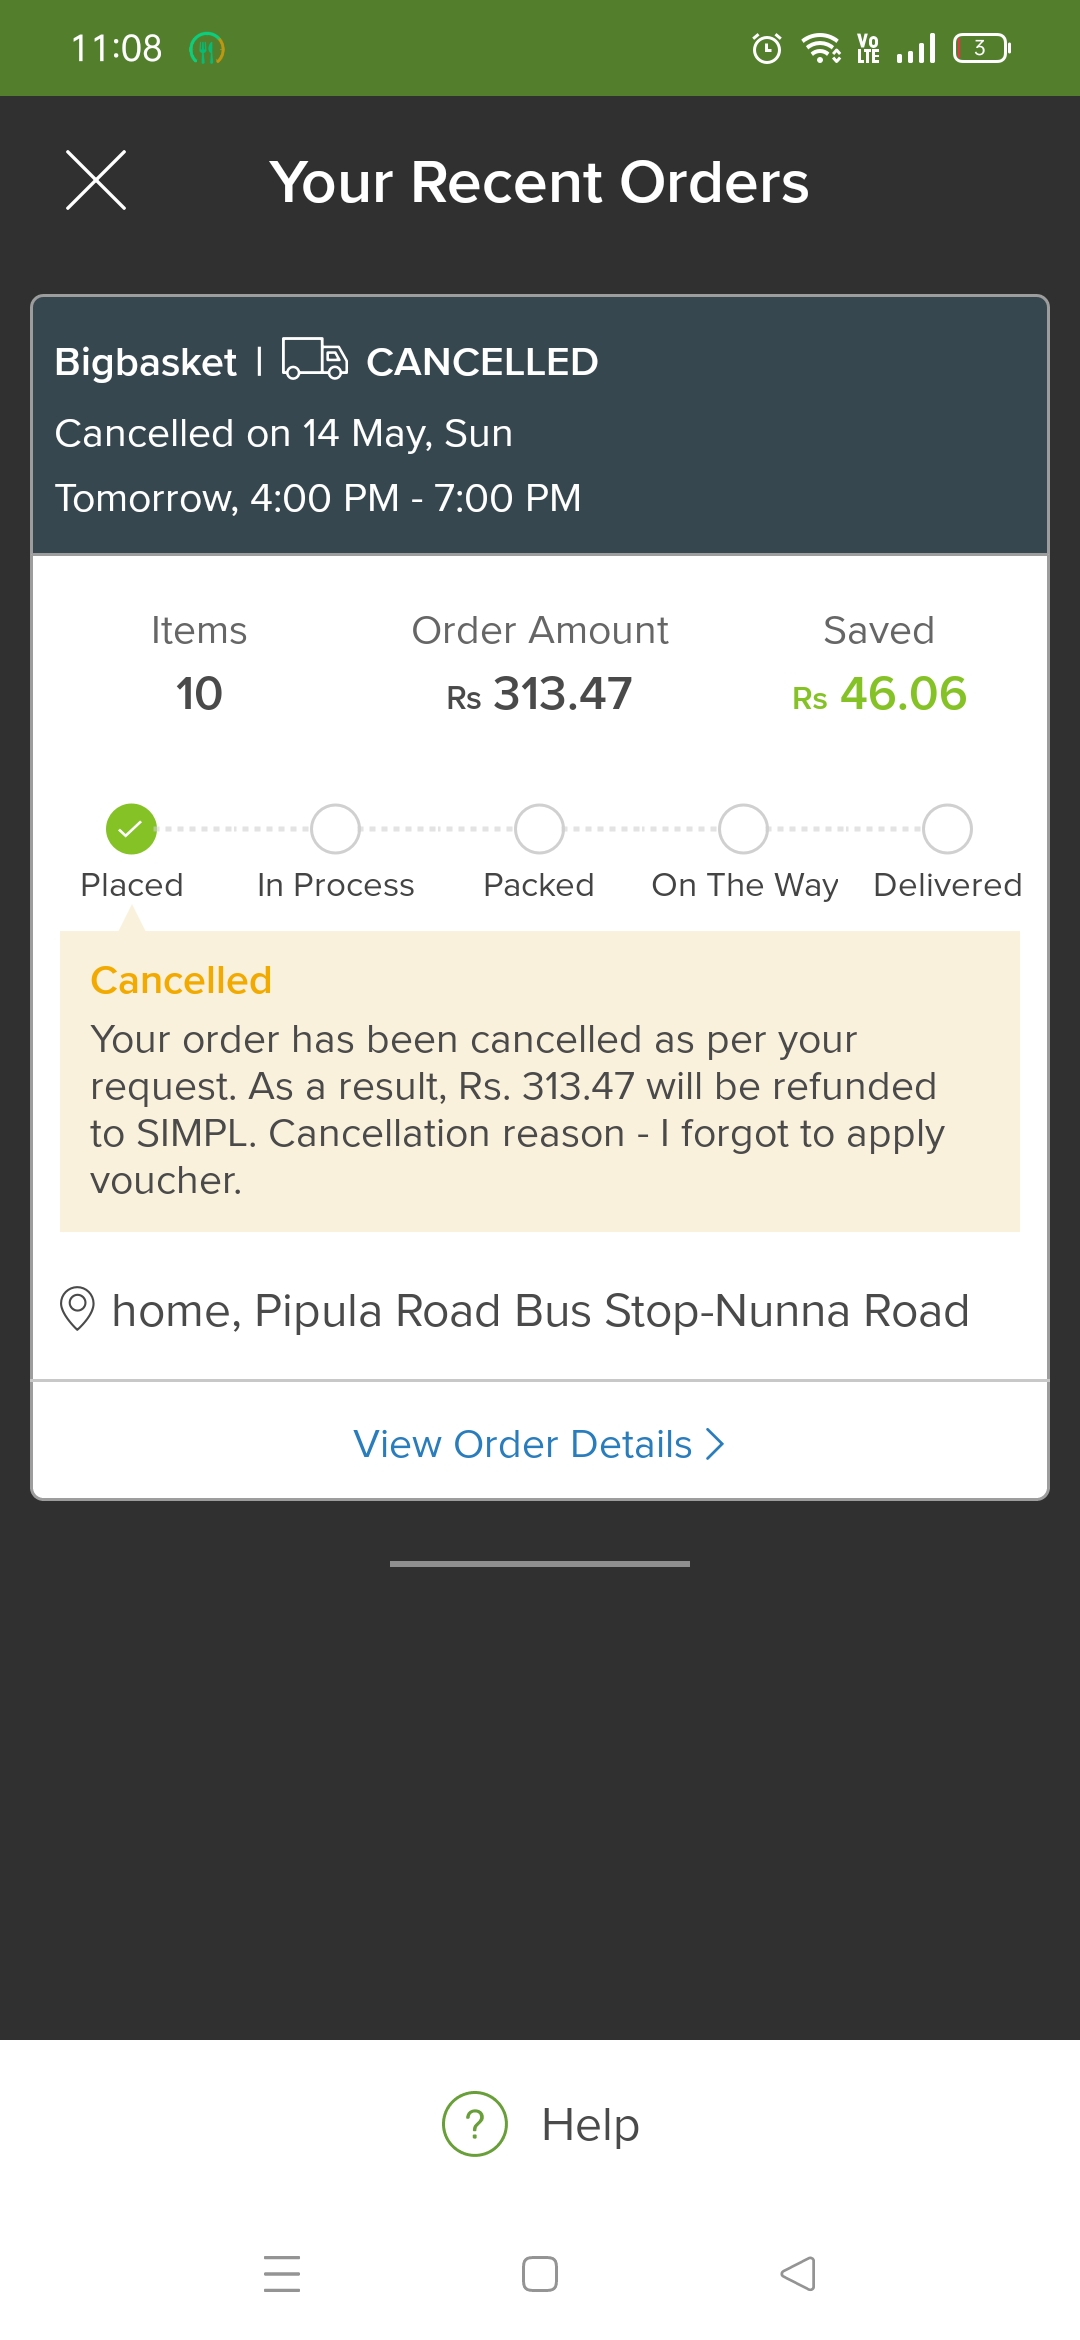 11:08 Vo LTE 3
Your Recent Orders
Bigbasket | CANCELLED
Cancelled on 14 May, Sun
Tomorrow, 4:00 PM - 7:00 PM
Items Order Amount Saved
10 Rs 313.47 Rs 46.06
Placed In Process Packed On The Way Delivered
Cancelled
Your order has been cancelled as per your
request. As a result, Rs. 313.47 will be refunded
to SIMPL. Cancellation reason - I forgot to apply
voucher.
home, Pipula Road Bus Stop-Nunna Road
View Order Details
? Help